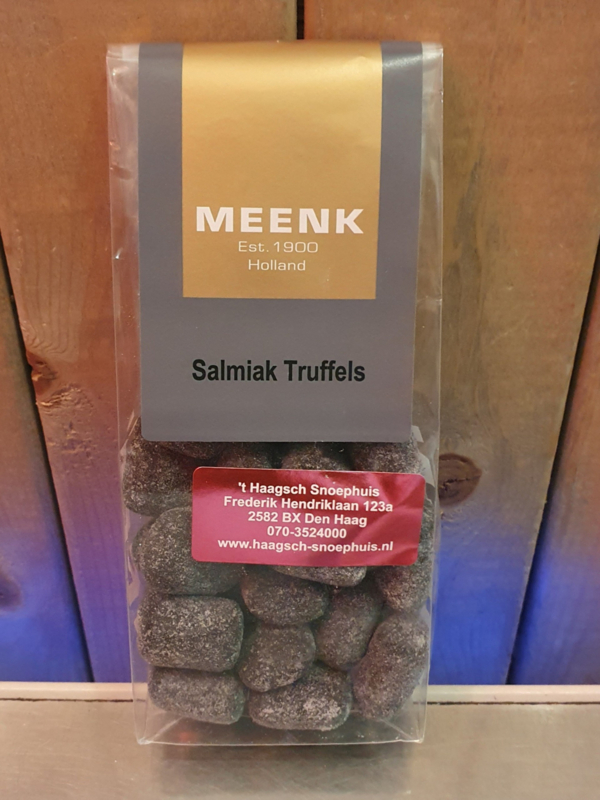 MEENK
Est. 1900
Holland
Salmiak Truffels
't Haagsch Snoephuis
Frederik Hendriklaan 123a
2582 BX Den Haag
070-3524000
www.haagsch-snoephuis.nl